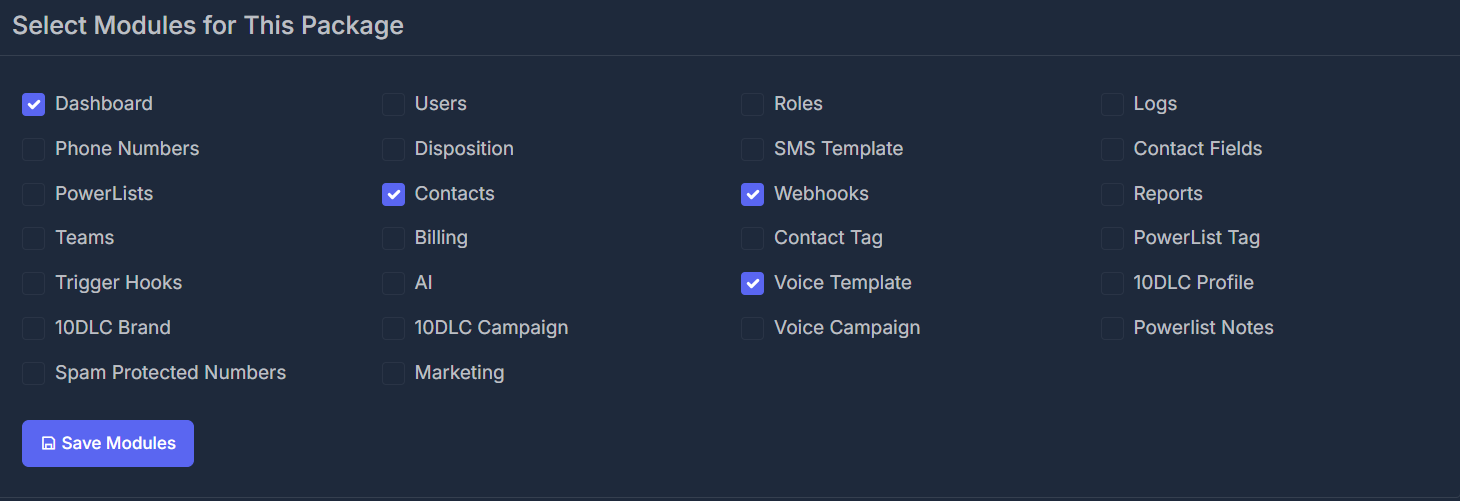 Select Modules for This Package
Dashboard Users Roles Logs
Phone Numbers Disposition SMS Template Contact Fields
PowerLists Contacts Webhooks Reports
Teams Billing Contact Tag PowerList Tag
Trigger Hooks AI Voice Template 10DLC Profile
10DLC Brand 10DLC Campaign Voice Campaign Powerlist Notes
Spam Protected Numbers Marketing
Save Modules